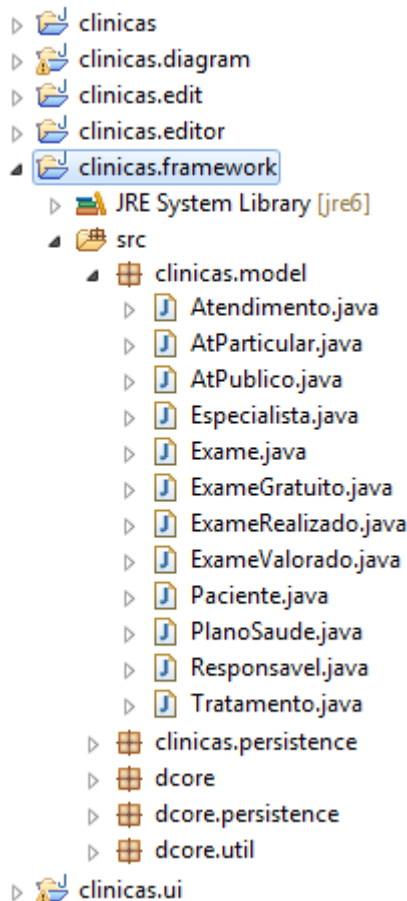 clinicas
clinicas.diagram
clinicas.edit
clinicas.editor
clinicas.framework
JRE System Library [jre6]
src
clinicas.model
Atendimento.java
AtParticular.java
AtPublico.java
Especialista.java
Exame.java
ExameGratuito.java
ExameRealizado.java
ExameValorado.java
Paciente.java
PlanoSaude.java
Responsavel.java
Tratamento.java
clinicas.persistence
dcore
dcore.persistence
dcore.util
clinicas.ui